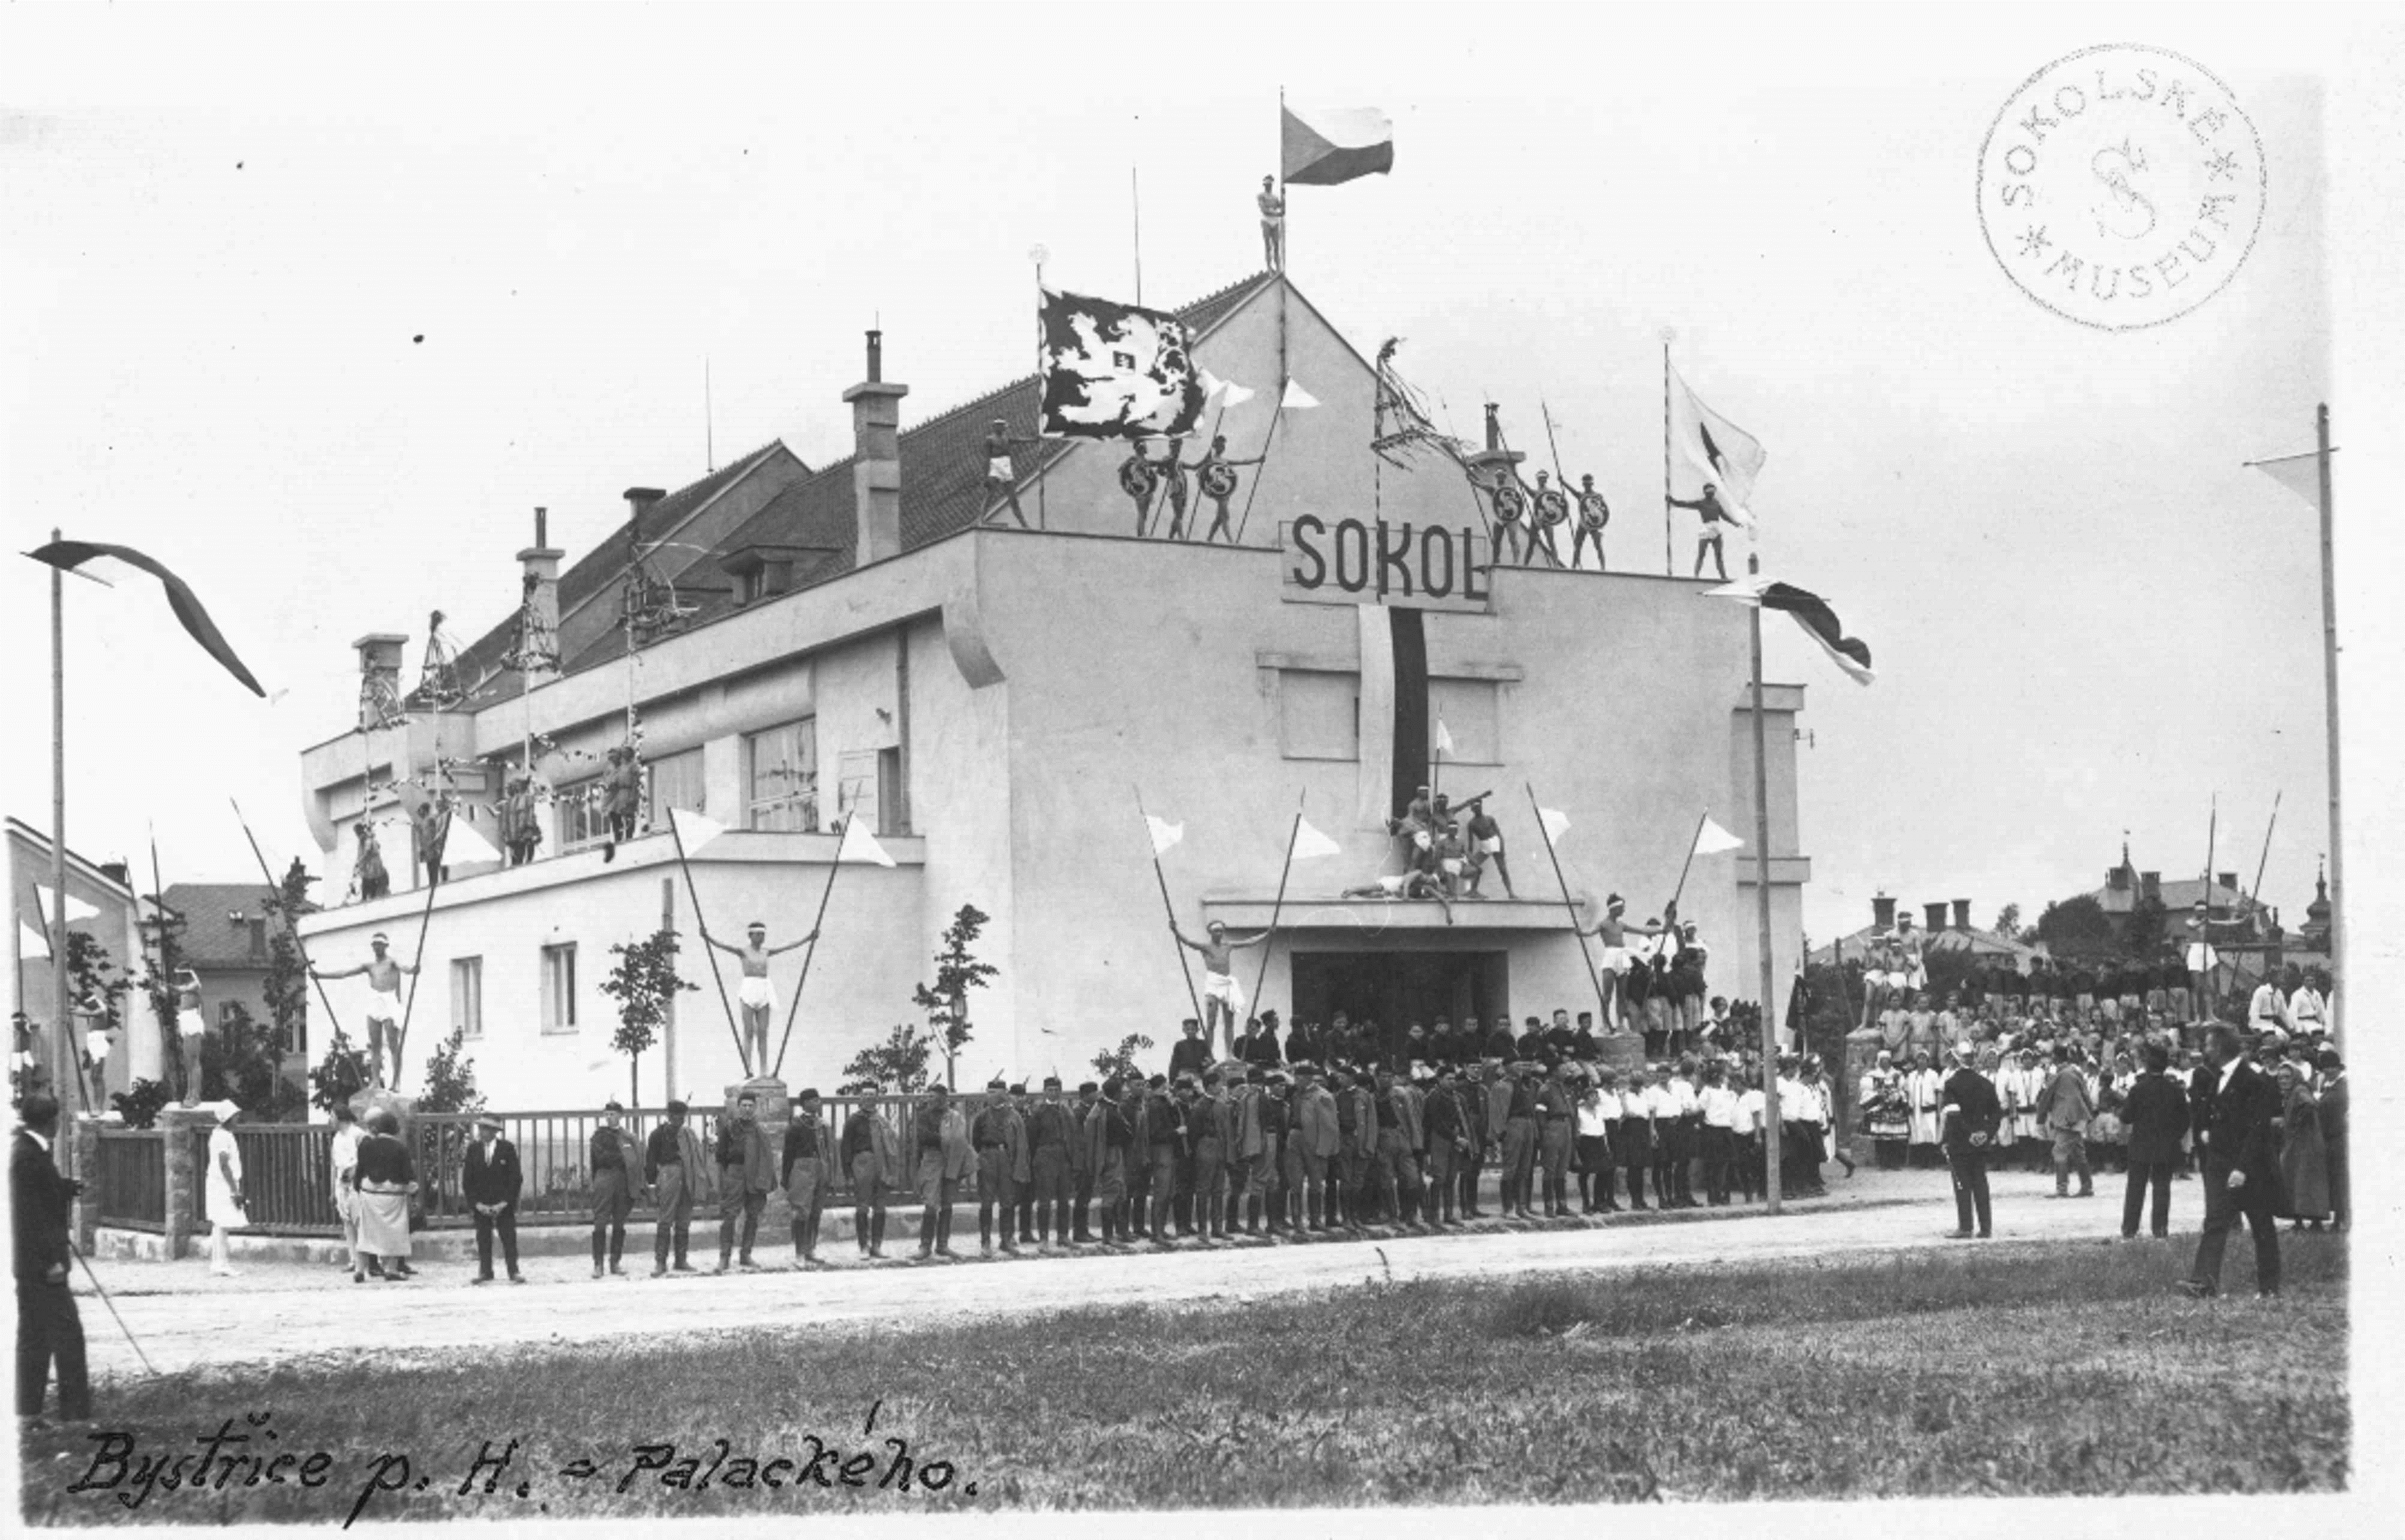 SOKOLSKÉ
MUSEUM
SOKOL
Bystřice p. H. = Palackého.